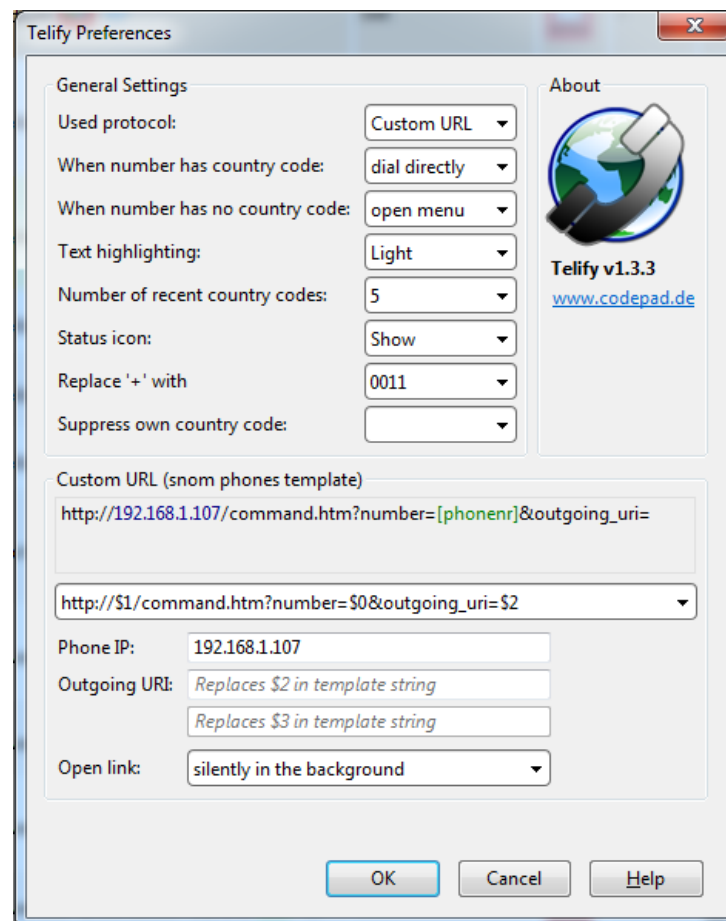 Telify Preferences
General Settings
Used protocol: Custom URL
When number has country code: dial directly
When number has no country code: open menu
Text highlighting: Light
Number of recent country codes: 5
Status icon: Show
Replace '+' with 0011
Suppress own country code:
About
Telify v1.3.3
www.codepad.de
Custom URL (snom phones template)
http://192.168.1.107/command.htm?number=[phonenr]&outgoing_uri=
http://$1/command.htm?number=$0&outgoing_uri=$2
Phone IP: 192.168.1.107
Outgoing URI: Replaces $2 in template string
Replaces $3 in template string
Open link: silently in the background
OK Cancel Help